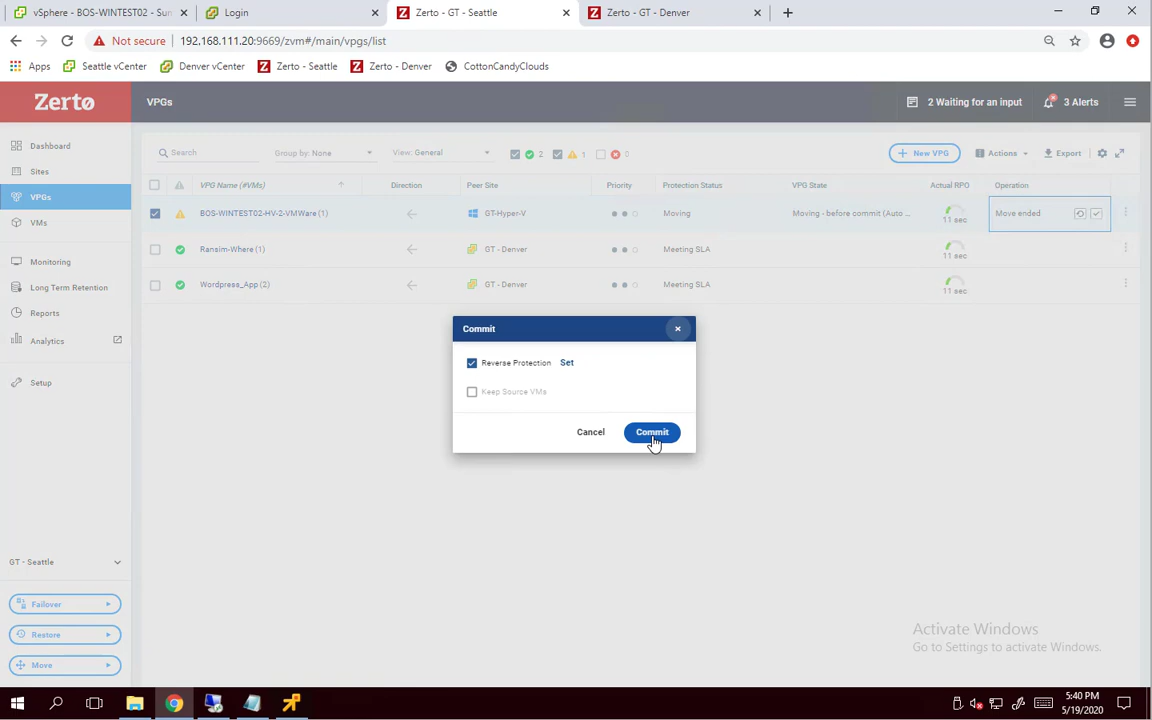 vSphere - BOS-WINTEST02 - Sum
Login
Zerto - GT - Seattle
Zerto - GT - Denver
Not secure
192.168.111.20:9669/zvm#/main/vpgs/list
Apps
Seattle vCenter
Denver vCenter
Zerto - Seattle
Zerto - Denver
CottonCandyClouds
Zerto
VPGs
2 Waiting for an input
3 Alerts
Dashboard
Sites
VPGs
VMs
Monitoring
Long Term Retention
Reports
Analytics
Setup
GT - Seattle
Failover
Restore
Move
Search
Group by: None
View: General
2
1
0
New VPG
Actions
Export
VPG Name (#VMs)
Direction
Peer Site
Priority
Protection Status
VPG State
Actual RPO
Operation
BOS-WINTEST02-HV-2-VMWare (1)
GT-Hyper-V
Moving
Moving - before commit (Auto ...
11 sec
Move ended
Ransim-Where (1)
GT - Denver
Meeting SLA
11 sec
Wordpress_App (2)
GT - Denver
Meeting SLA
11 sec
Commit
Reverse Protection Set
Keep Source VMs
Cancel
Commit
Activate Windows
Go to Settings to activate Windows.
5:40 PM
5/19/2020